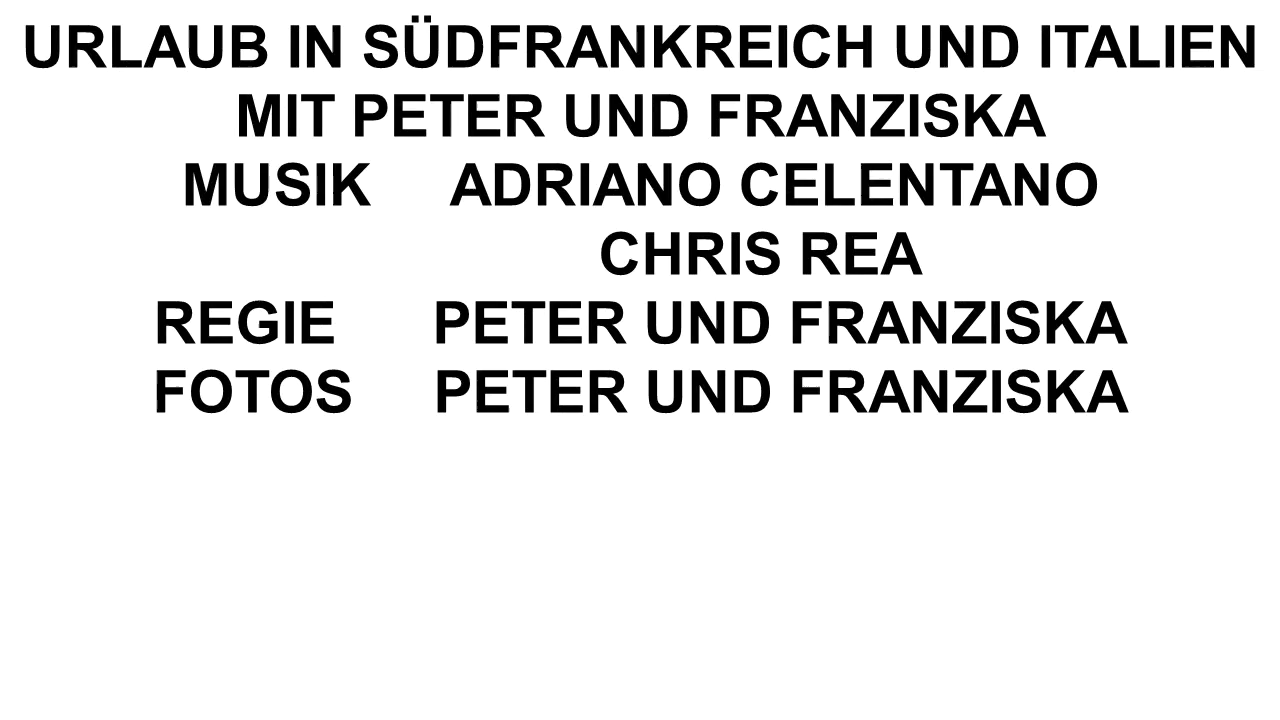 URLAUB IN SÜDFRANKREICH UND ITALIEN
MIT PETER UND FRANZISKA
MUSIK ADRIANO CELENTANO
CHRIS REA
REGIE PETER UND FRANZISKA
FOTOS PETER UND FRANZISKA